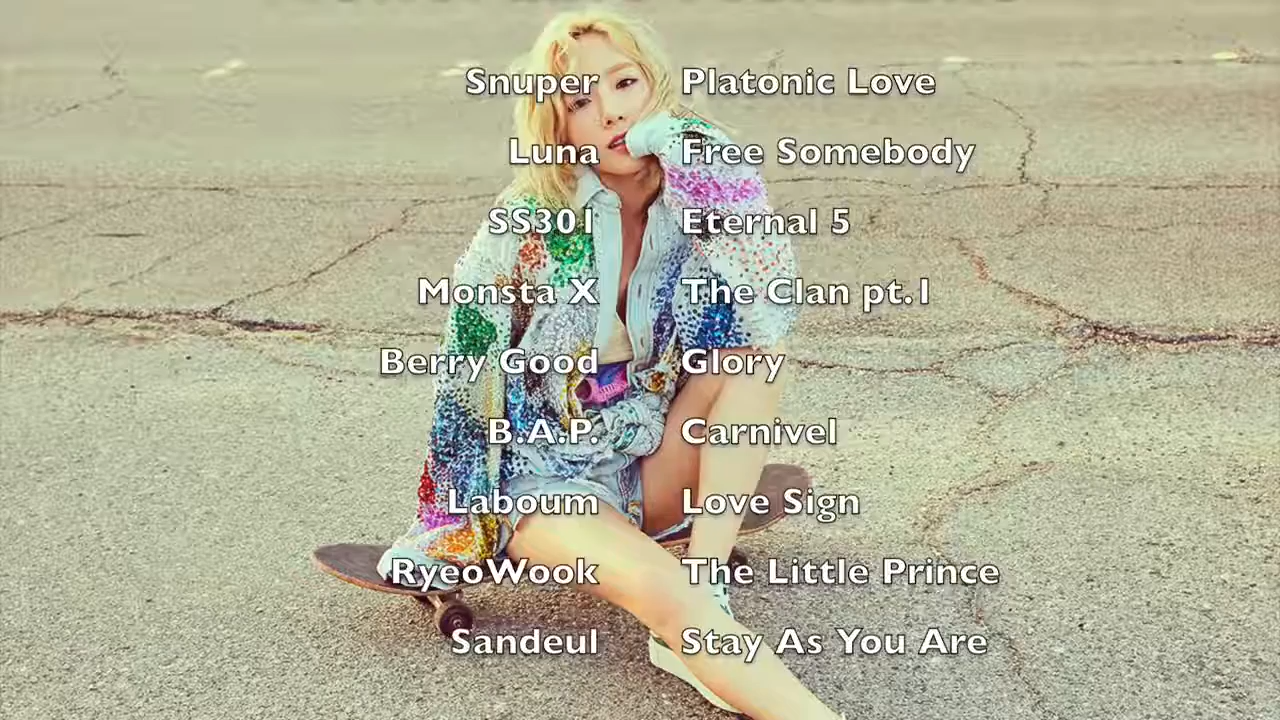 Snuper Platonic Love
Luna Free Somebody
SS301 Eternal 5
Monsta X The Clan pt.1
Berry Good Glory
B.A.P. Carnivel
Laboum Love Sign
RyeoWook The Little Prince
Sandeul Stay As You Are